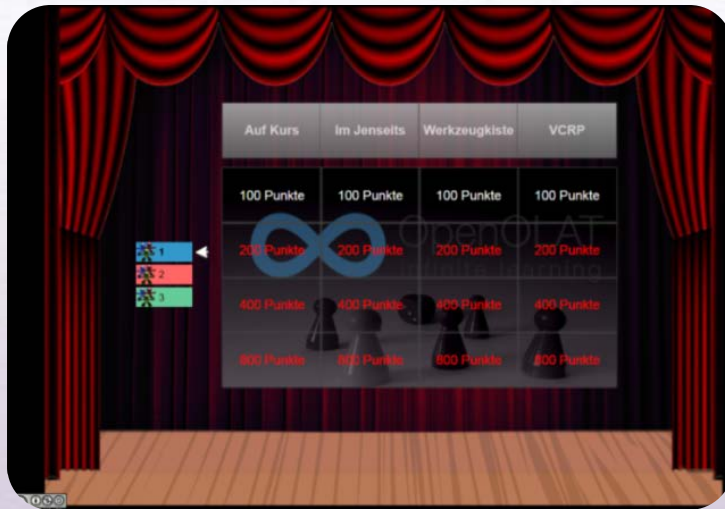 Auf Kurs Im Jenseits Werkzeugkiste VCRP
100 Punkte 100 Punkte 100 Punkte 100 Punkte
OpenOLAT
200 Punkte 200 Punkte 200 Punkte 200 Punkte
1
2
3
400 Punkte 400 Punkte 400 Punkte 400 Punkte
800 Punkte 800 Punkte 800 Punkte 800 Punkte